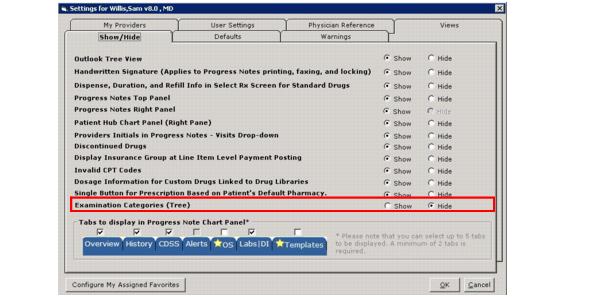 Settings for Willis,Sam v8.0 , MD
My Providers User Settings Physician Reference Views
Show/Hide Defaults Warnings
Outlook Tree View Show Hide
Handwritten Signature (Applies to Progress Notes printing, faxing, and locking) Show Hide
Dispense, Duration, and Refill Info in Select Rx Screen for Standard Drugs Show Hide
Progress Notes Top Panel Show Hide
Progress Notes Right Panel Show Hide
Patient Hub Chart Panel (Right Pane) Show Hide
Providers Initials in Progress Notes - Visits Drop-down Show Hide
Discontinued Drugs Show Hide
Display Insurance Group at Line Item Level Payment Posting Show Hide
Invalid CPT Codes Show Hide
Dosage Information for Custom Drugs Linked to Drug Libraries Show Hide
Single Button for Prescription Based on Patient's Default Pharmacy. Show Hide
Examination Categories (Tree) Show Hide
Tabs to display in Progress Note Chart Panel*
Overview History CDSS Alerts OS Labs|DI Templates
* Please note that you can select up to 5 tabs
to be displayed. A minimum of 2 tabs is
required.
Configure My Assigned Favorites OK Cancel